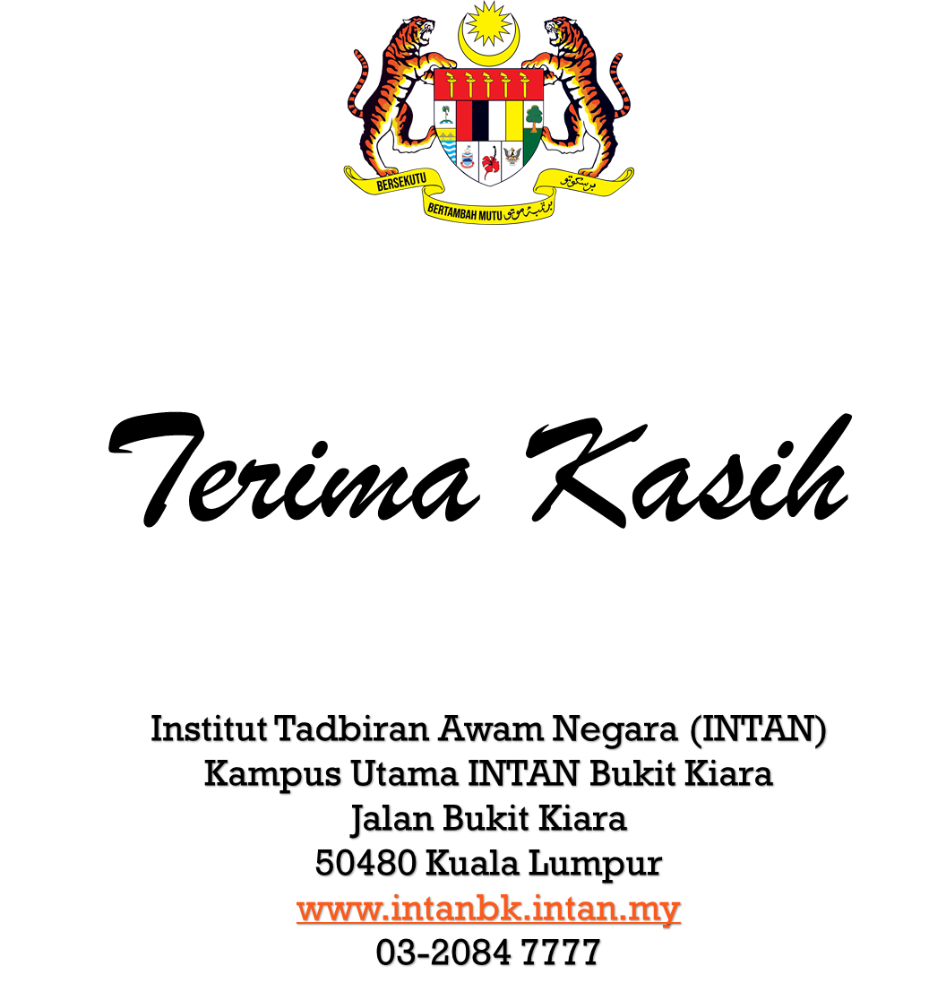 BERSEKUTU
برسکوتو
BERTAMBAH MUTU برتمبه موتو
Terima Kasih
Institut Tadbiran Awam Negara (INTAN)
Kampus Utama INTAN Bukit Kiara
Jalan Bukit Kiara
50480 Kuala Lumpur
www.intanbk.intan.my
03-2084 7777